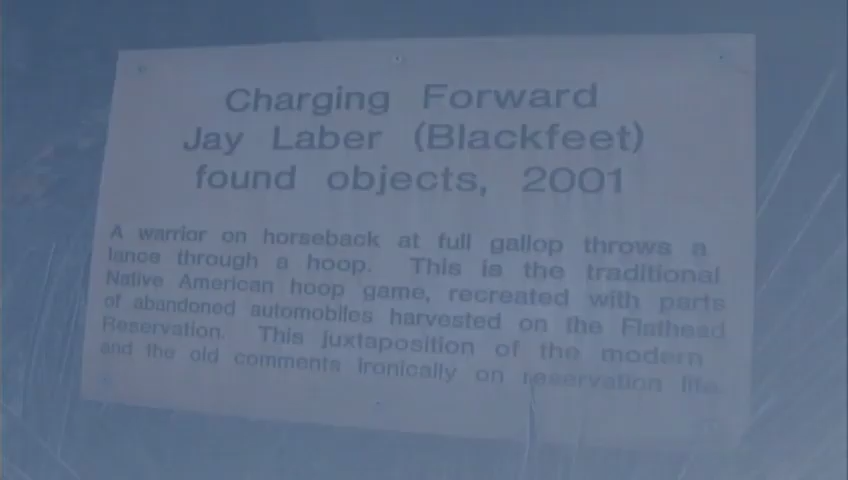 Charging Forward
Jay Laber (Blackfeet)
found objects, 2001
A warrior on horseback at full gallop throws a
lance through a hoop. This is the traditional
Native American hoop game, recreated with parts
of abandoned automobiles harvested on the Flathead
Reservation. This juxtaposition of the modern
and the old comments ironically on reservation life.